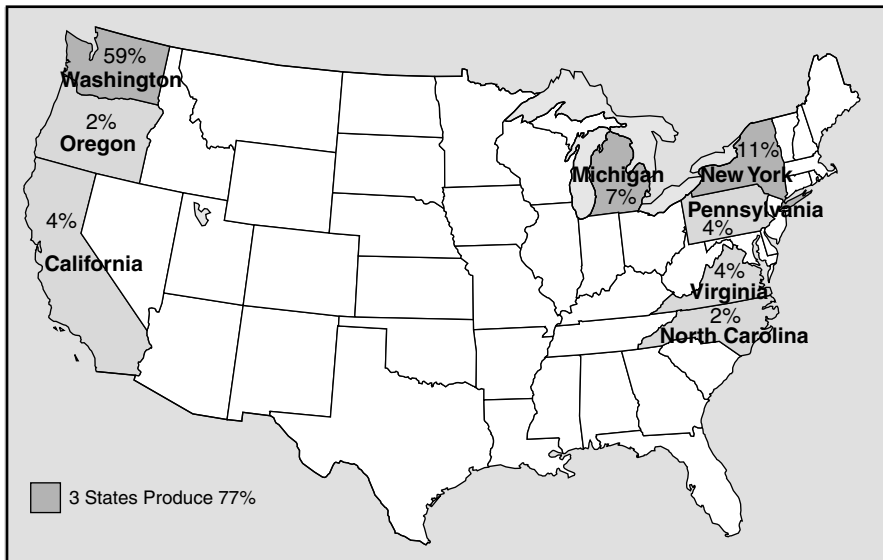 59%
Washington
2%
Oregon
4%
California
Michigan
7%
11%
New York
Pennsylvania
4%
4%
Virginia
2%
North Carolina
3 States Produce 77%